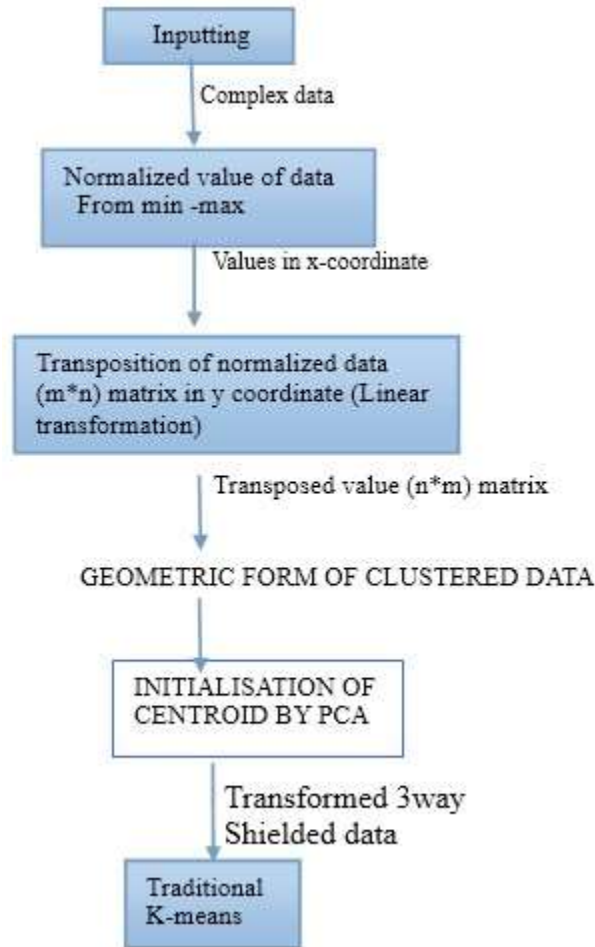 Inputting
Complex data
Normalized value of data
From min -max
Values in x-coordinate
Transposition of normalized data
(m*n) matrix in y coordinate (Linear
transformation)
Transposed value (n*m) matrix
GEOMETRIC FORM OF CLUSTERED DATA
INITIALISATION OF
CENTROID BY PCA
Transformed 3way
Shielded data
Traditional
K-means